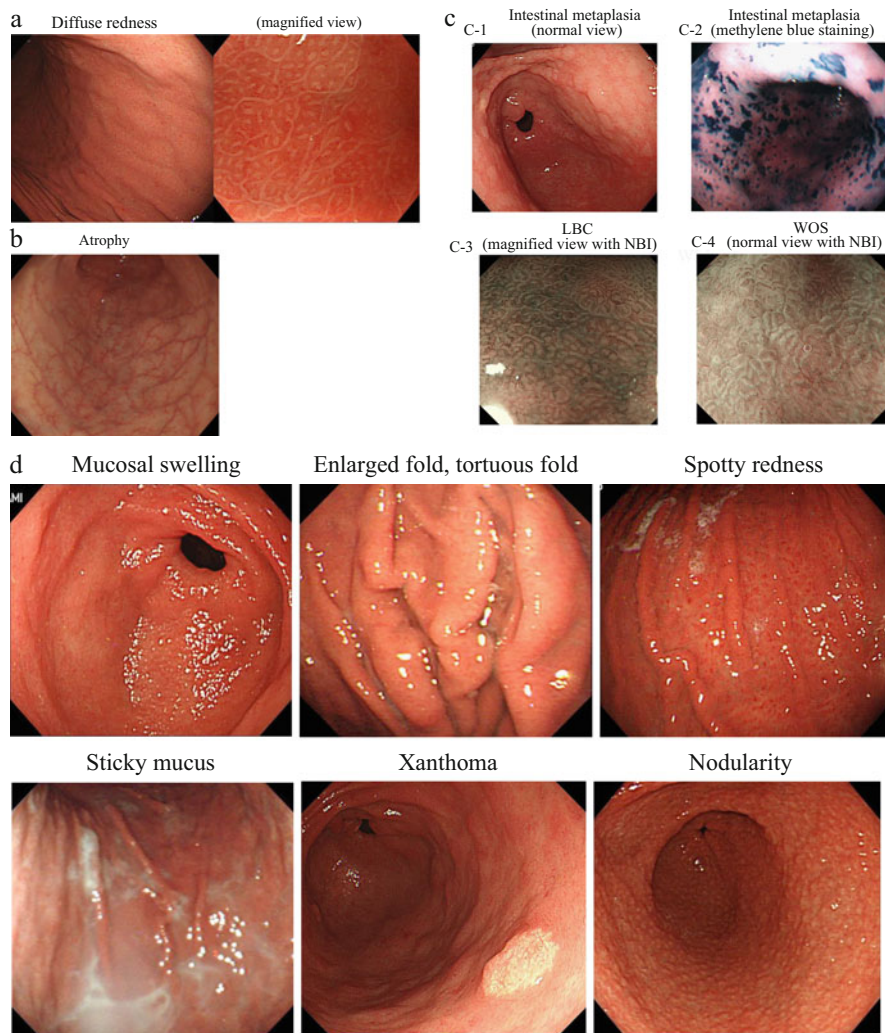 a
Diffuse redness
(magnified view)
b
Atrophy
c
C-1
Intestinal metaplasia
(normal view)
C-2
Intestinal metaplasia
(methylene blue staining)
C-3
LBC
(magnified view with NBI)
C-4
WOS
(normal view with NBI)
d
Mucosal swelling
AMI
Enlarged fold, tortuous fold
Spotty redness
Sticky mucus
Xanthoma
Nodularity